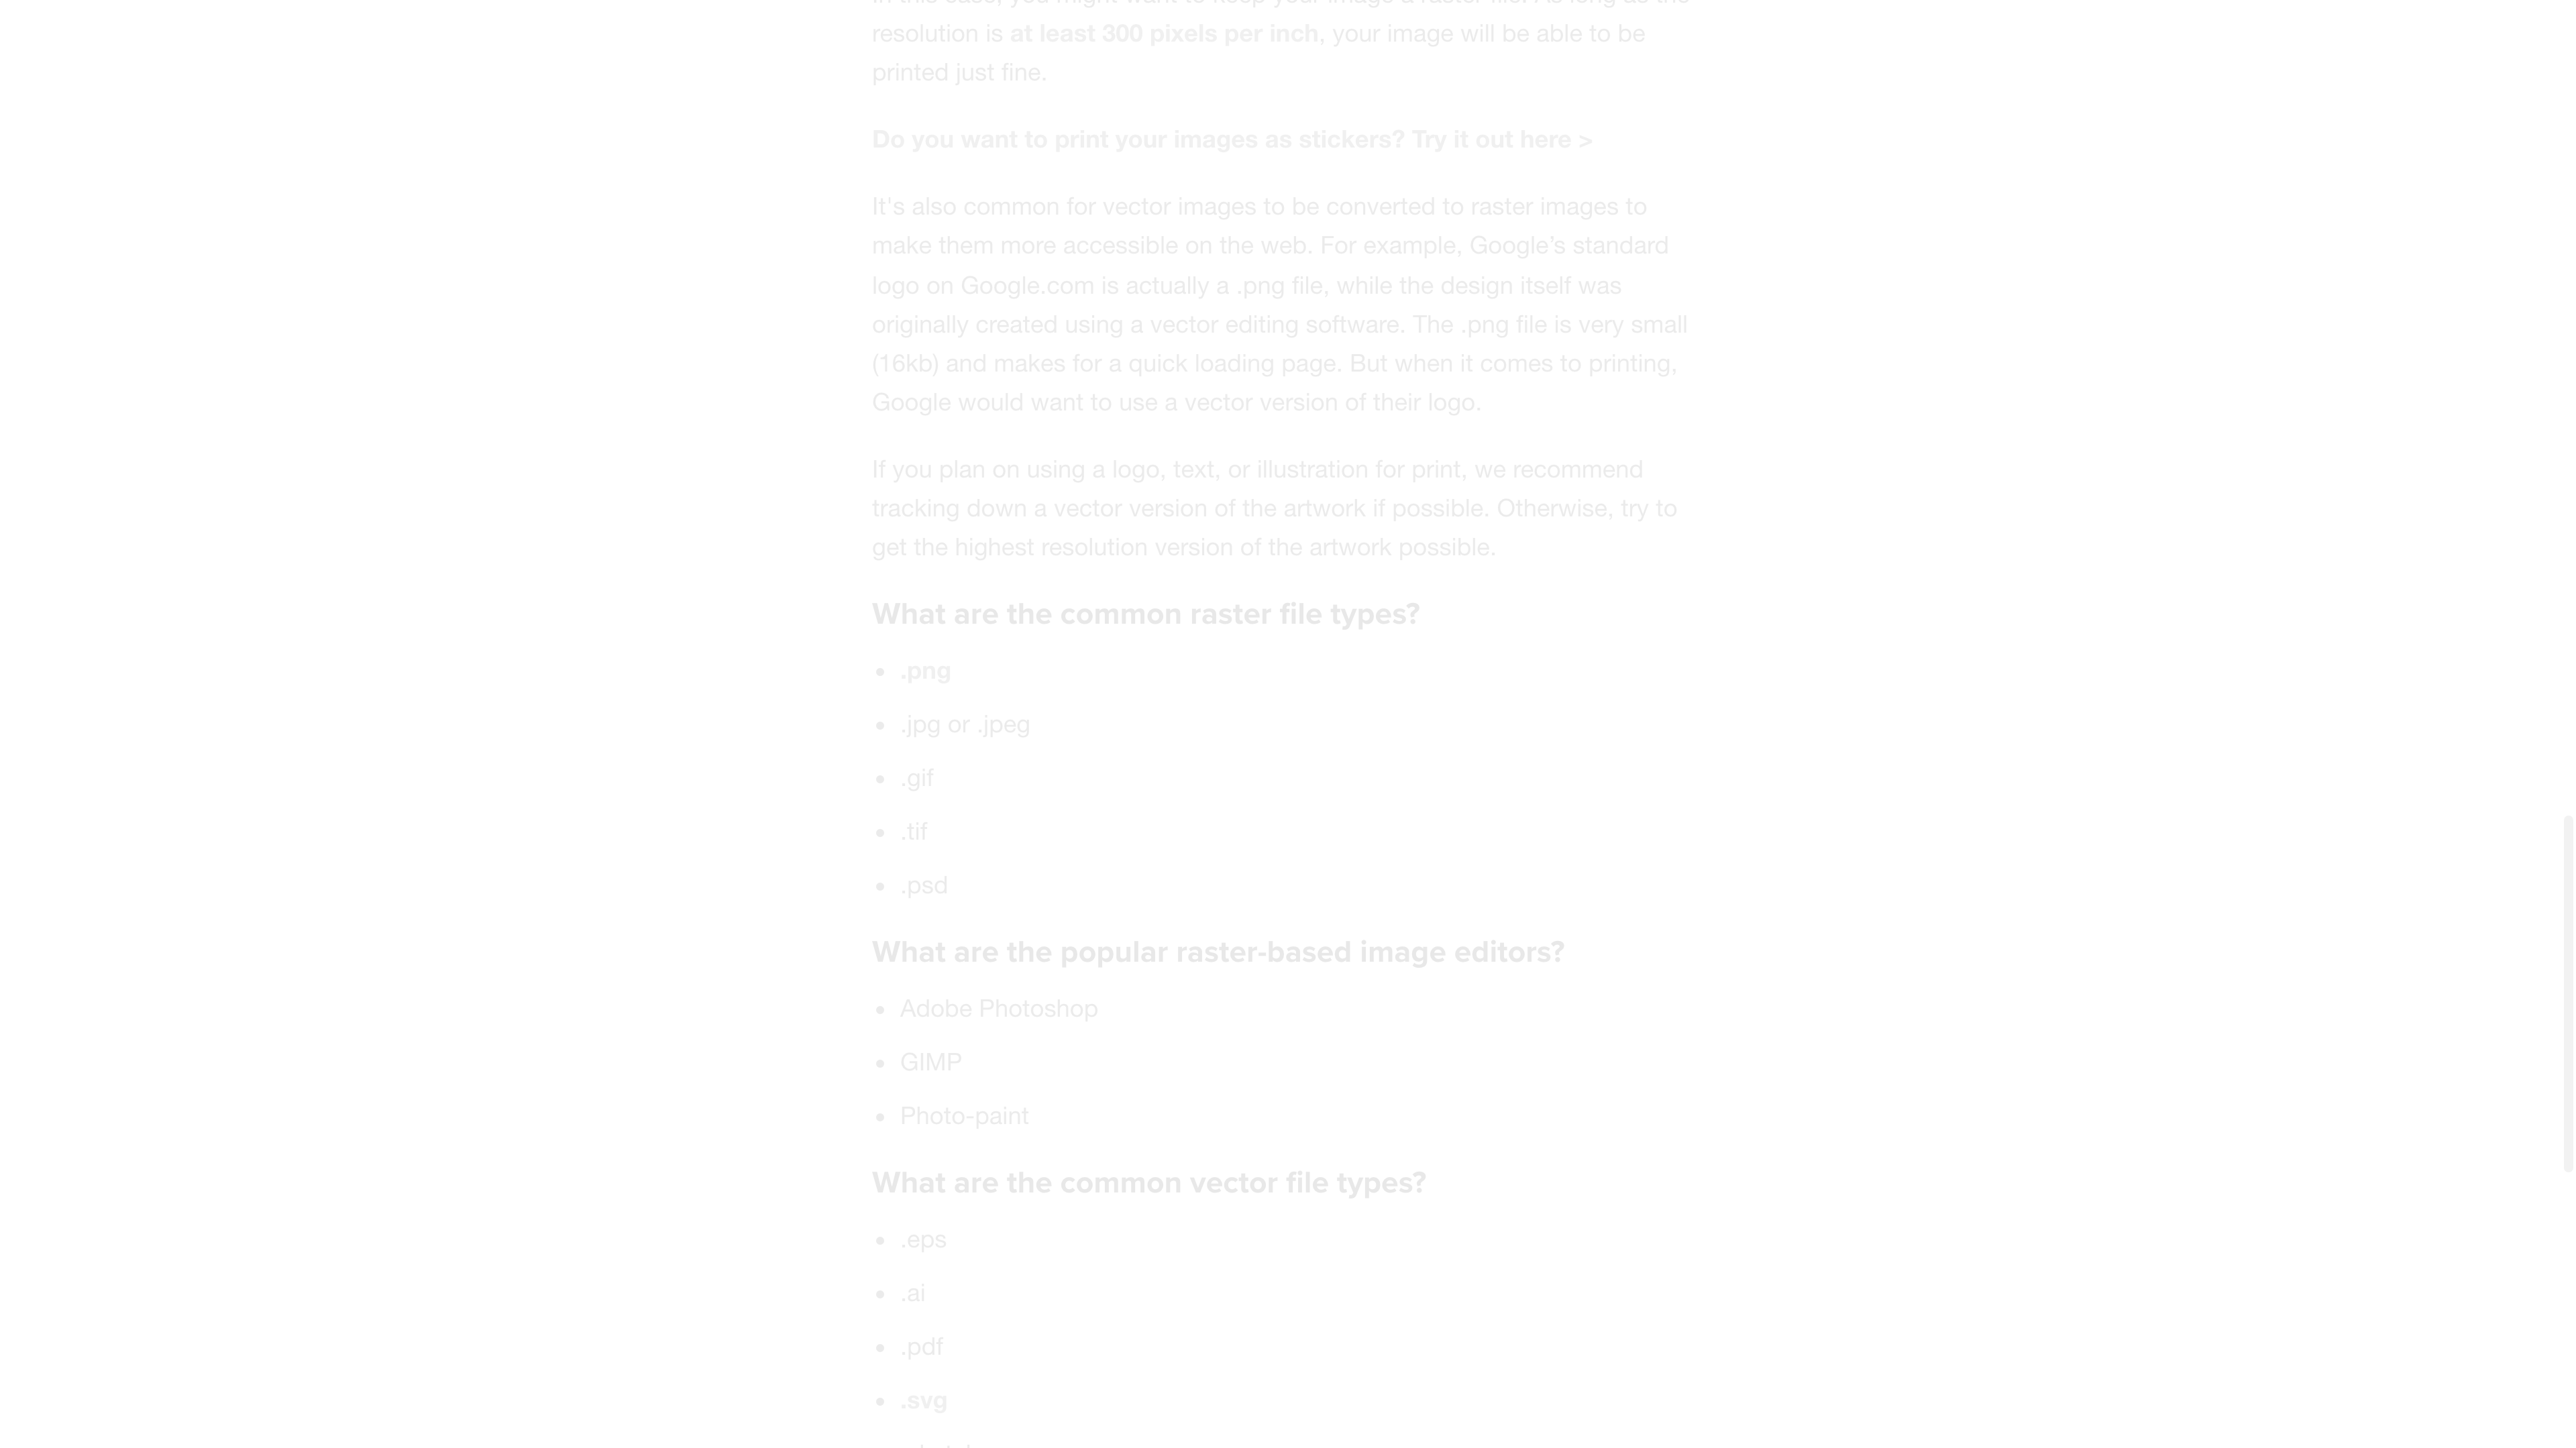 resolution is at least 300 pixels per inch, your image will be able to be
printed just fine.
Do you want to print your images as stickers? Try it out here >
It's also common for vector images to be converted to raster images to
make them more accessible on the web. For example, Google’s standard
logo on Google.com is actually a .png file, while the design itself was
originally created using a vector editing software. The .png file is very small
(16kb) and makes for a quick loading page. But when it comes to printing,
Google would want to use a vector version of their logo.
If you plan on using a logo, text, or illustration for print, we recommend
tracking down a vector version of the artwork if possible. Otherwise, try to
get the highest resolution version of the artwork possible.
What are the common raster file types?
.png
.jpg or .jpeg
.gif
.tif
.psd
What are the popular raster-based image editors?
Adobe Photoshop
GIMP
Photo-paint
What are the common vector file types?
.eps
.ai
.pdf
.svg